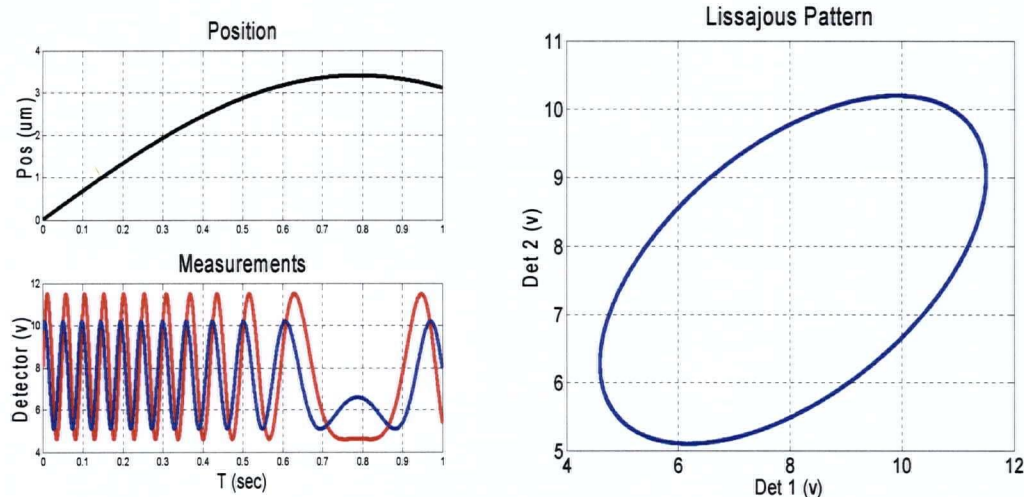 Position
4
3
2
1
0
Pos (um)
0 0.1 0.2 0.3 0.4 0.5 0.6 0.7 0.8 0.9 1
Measurements
12
10
8
6
4
Detector (v)
0 0.1 0.2 0.3 0.4 0.5 0.6 0.7 0.8 0.9 1
T (sec)
Lissajous Pattern
11
10
9
8
7
6
5
Det 2 (v)
4 6 8 10 12
Det 1 (v)